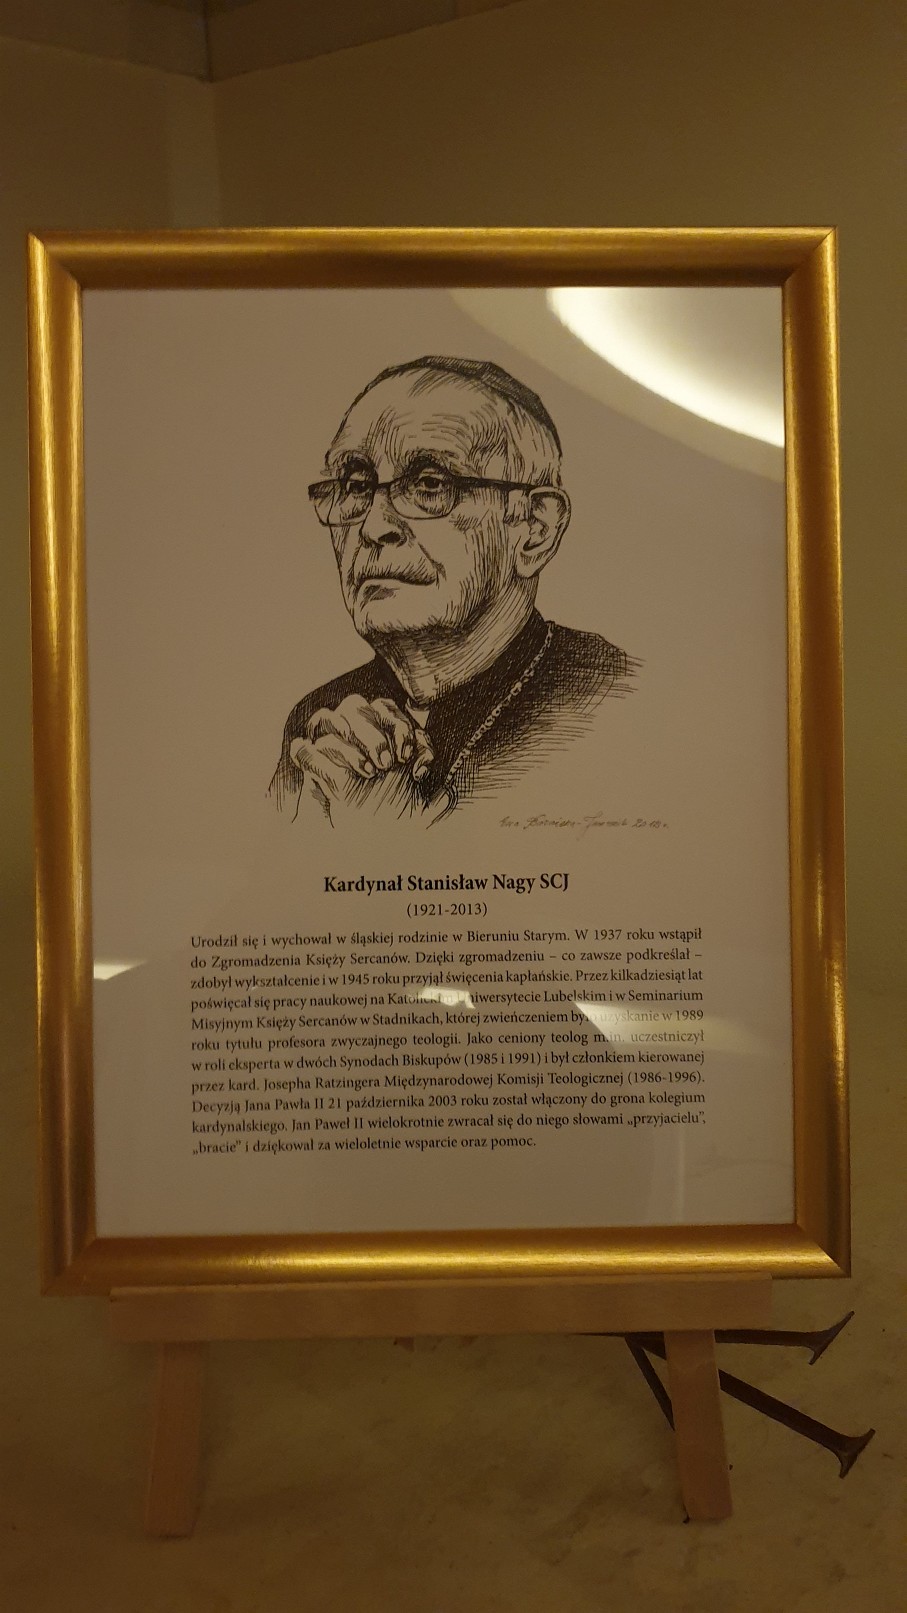 Kardynał Stanisław Nagy SCJ
(1921-2013)
Urodził się i wychował w śląskiej rodzinie w Bieruniu Starym. W 1937 roku wstąpił
do Zgromadzenia Księży Sercanów. Dzięki zgromadzeniu – co zawsze podkreślał –
zdobył wykształcenie i w 1945 roku przyjął święcenia kapłańskie. Przez kilkadziesiąt lat
poświęcał się pracy naukowej na Katolickim Uniwersytecie Lubelskim i w Seminarium
Misyjnym Księży Sercanów w Stadnikach, której zwieńczeniem było uzyskanie w 1989
roku tytułu profesora zwyczajnego teologii. Jako ceniony teolog m.in. uczestniczył
w roli eksperta w dwóch Synodach Biskupów (1985 i 1991) i był członkiem kierowanej
przez kard. Josepha Ratzingera Międzynarodowej Komisji Teologicznej (1986-1996).
Decyzją Jana Pawła II 21 października 2003 roku został włączony do grona kolegium
kardynalskiego. Jan Paweł II wielokrotnie zwracał się do niego słowami „przyjacielu”,
„bracie” i dziękował za wieloletnie wsparcie oraz pomoc.